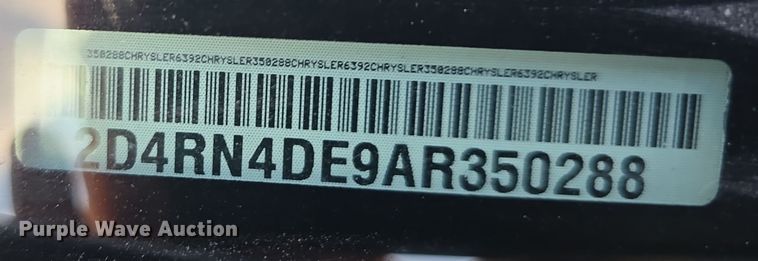 350288CHRYSLER6392CHRYSLER350288CHRYSLER6392CHRYSLER350288CHRYSLER6392CHRYSLER
2D4RN4DE9AR350288
Purple Wave Auction